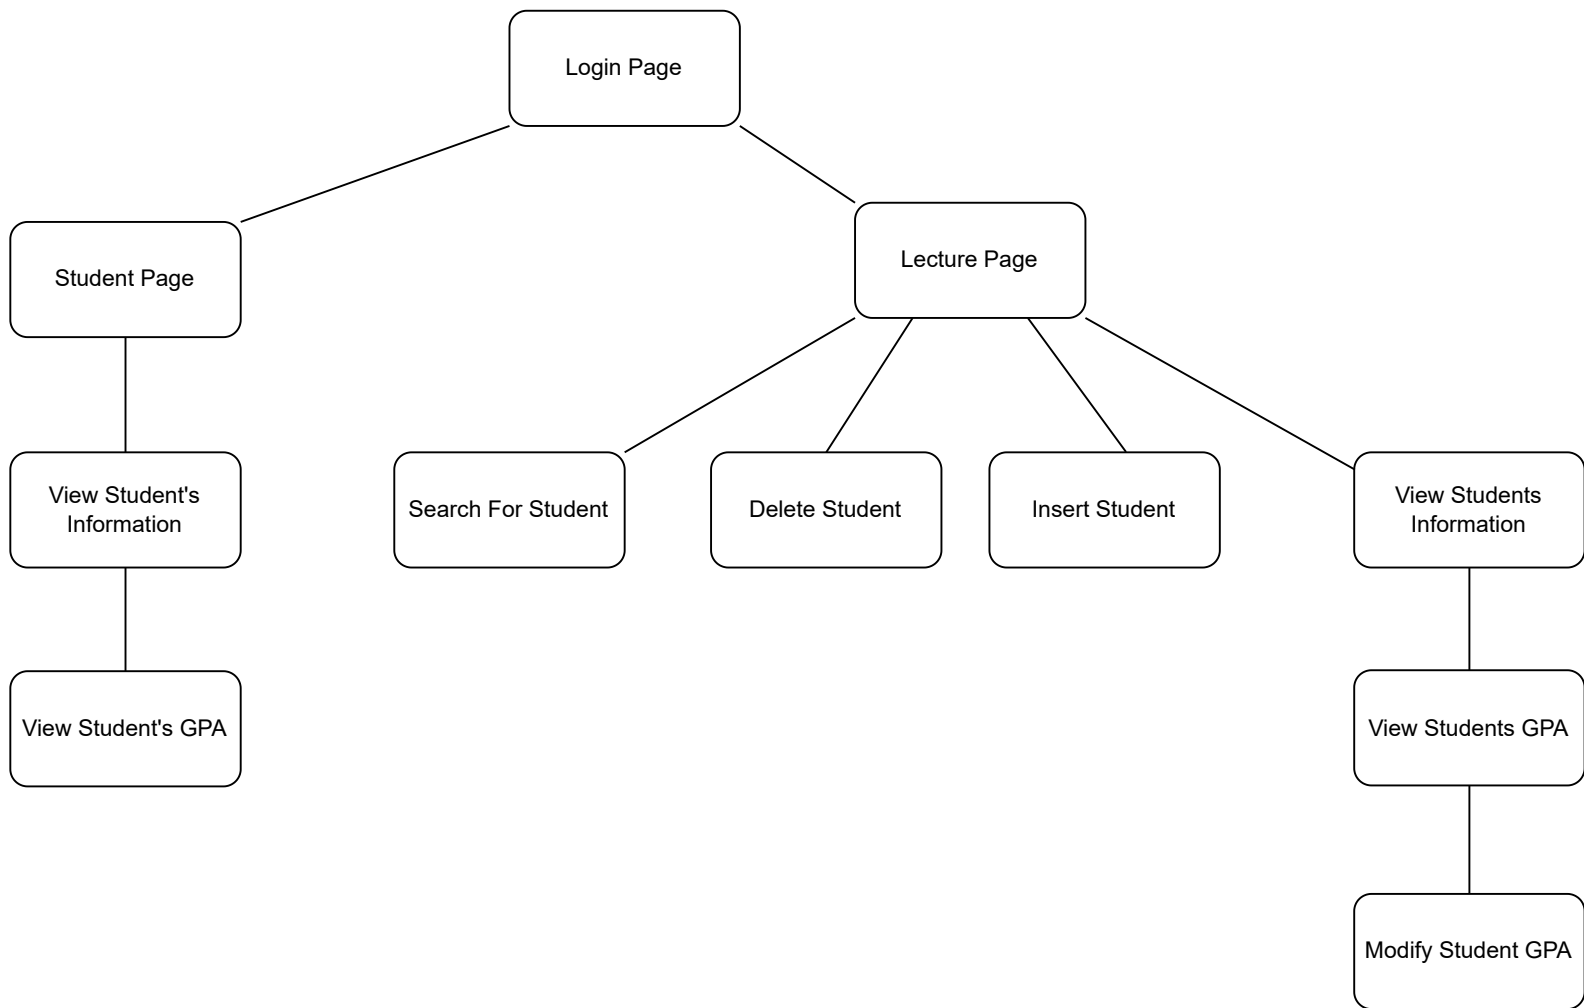 Login Page
Student Page
Lecture Page
View Student's
Information
Search For Student
Delete Student
Insert Student
View Students
Information
View Student's GPA
View Students GPA
Modify Student GPA